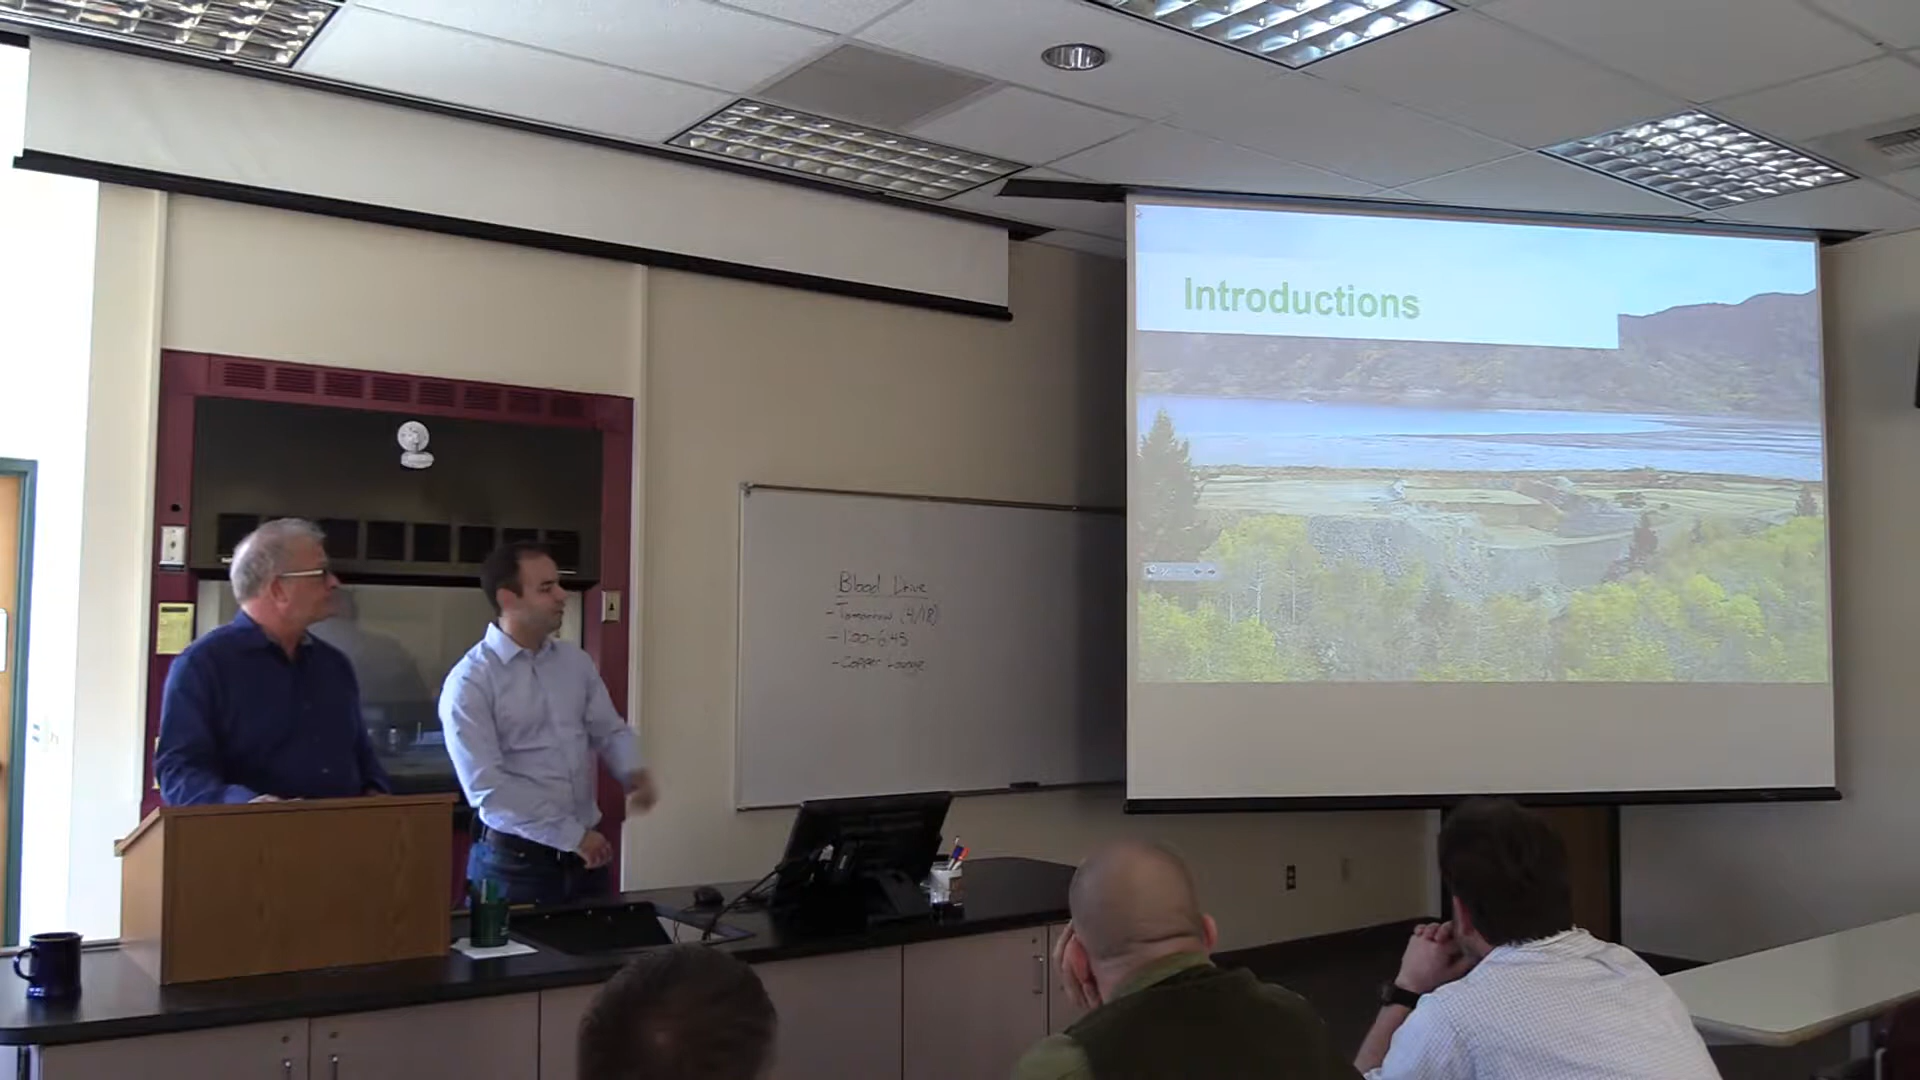 Introductions
Blood Drive
- Tomorrow (4/18)
- 1:00-6:45
- Copper Lounge